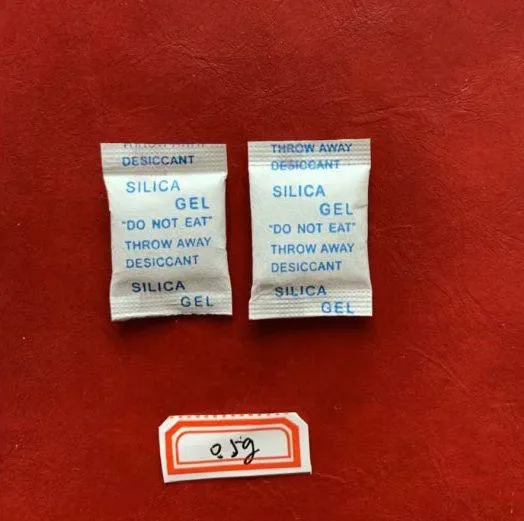 DESICCANT
SILICA
GEL
"DO NOT EAT"
THROW AWAY
DESICCANT
SILICA
GEL
THROW AWAY
DESICCANT
SILICA
GEL
"DO NOT EAT"
THROW AWAY
DESICCANT
SILICA
GEL
0.5g